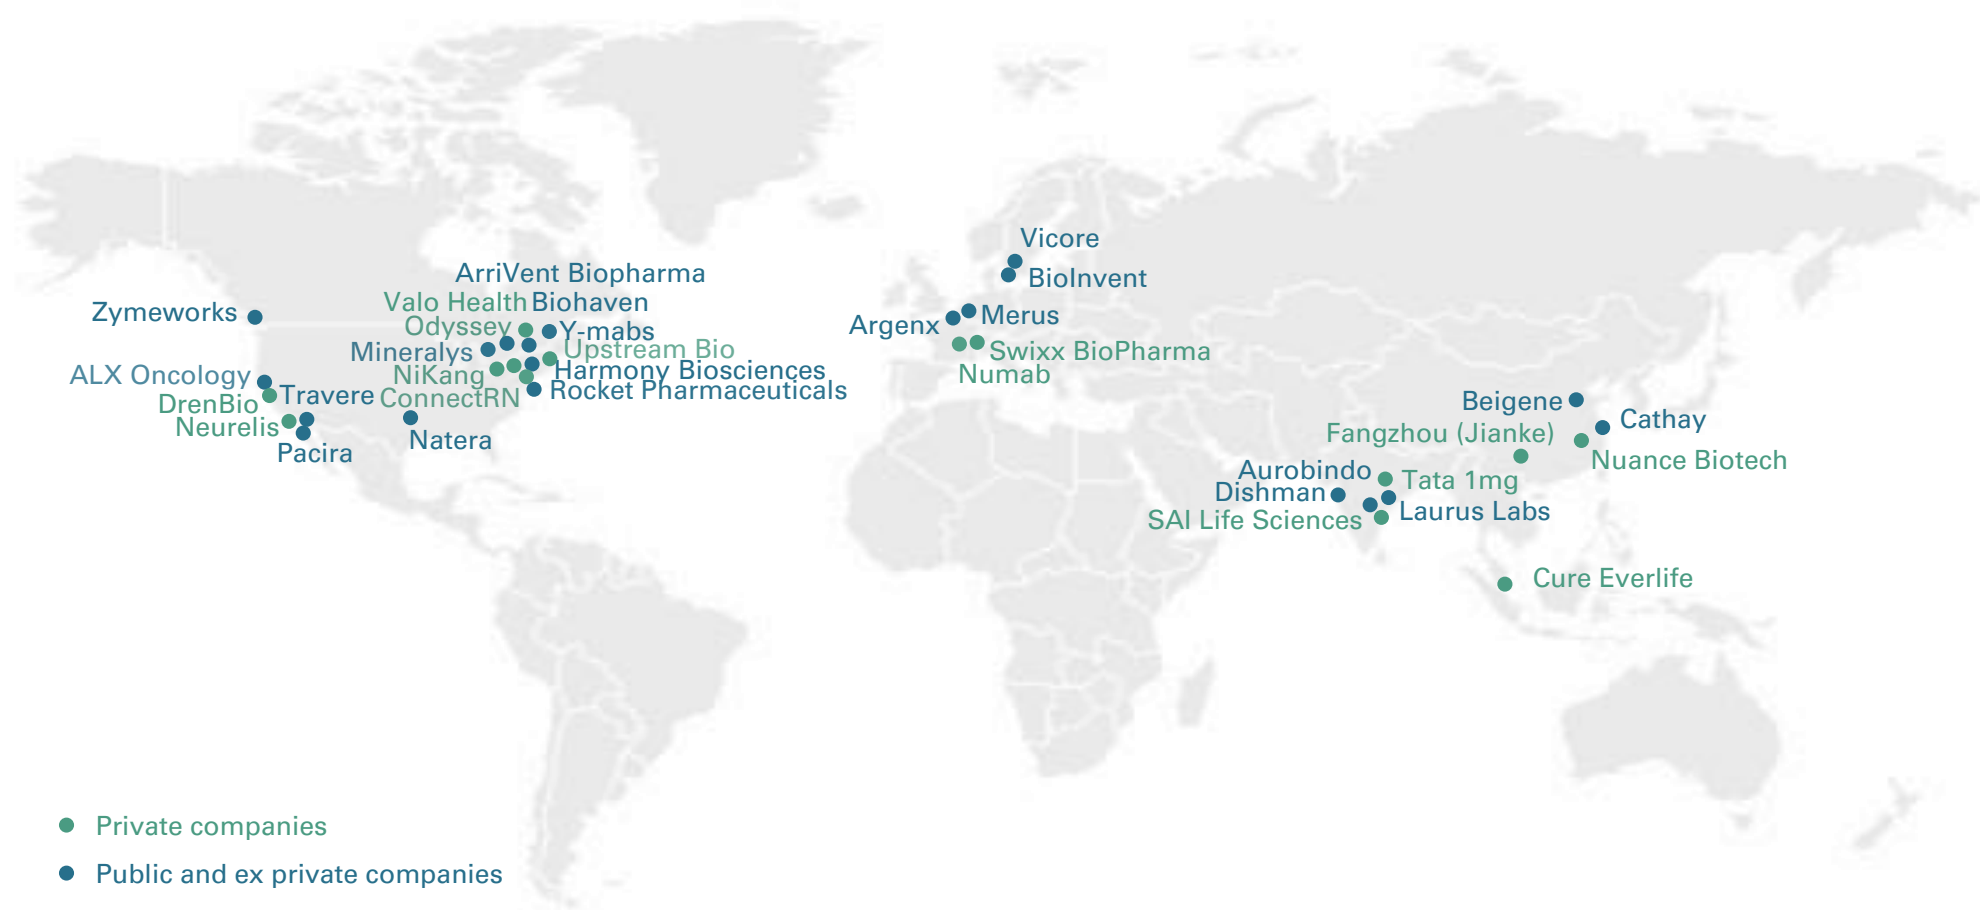 Vicore
ArriVent Biopharma
BioInvent
Valo Health
Biohaven
Zymeworks
Merus
Odyssey
Y-mabs
Argenx
Mineralys
Upstream Bio
Swixx BioPharma
ALX Oncology
NiKang
Harmony Biosciences
Numab
DrenBio
Travere
ConnectRN
Rocket Pharmaceuticals
Beigene
Cathay
Neurelis
Fangzhou (Jianke)
Pacira
Natera
Nuance Biotech
Aurobindo
Tata 1mg
Dishman
Laurus Labs
SAI Life Sciences
Cure Everlife
Private companies
Public and ex private companies